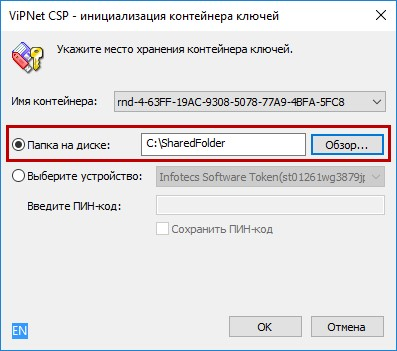 ViPNet CSP - инициализация контейнера ключей
Укажите место хранения контейнера ключей.
Имя контейнера: rnd-4-63FF-19AC-9308-5078-77A9-4BFA-5FC8
Папка на диске: C:\SharedFolder Обзор...
Выберите устройство: Infotecs Software Token(st01261wg3879jp
Введите ПИН-код:
Сохранить ПИН-код
EN OK Отмена